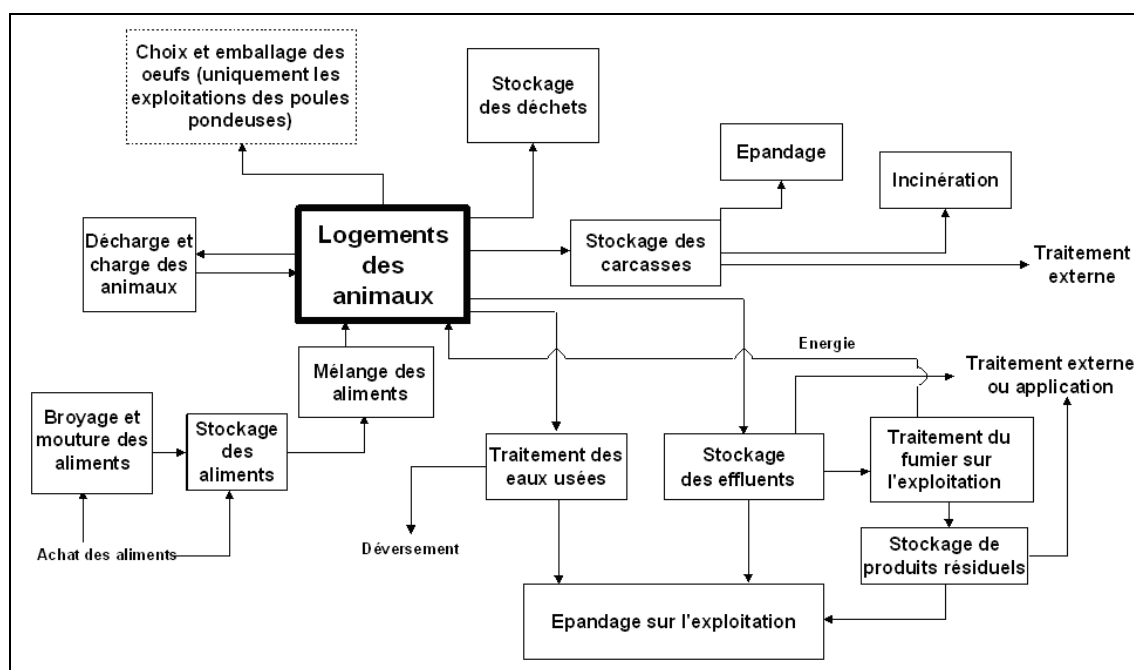 Choix et emballage des
oeufs (uniquement les
exploitations des poules
pondeuses)
Stockage
des déchets
Epandage
Incinération
Décharge et
charge des
animaux
Logements
des
animaux
Stockage des
carcasses
Traitement
externe
Energie
Mélange des
aliments
Traitement externe
ou application
Broyage et
mouture des
aliments
Stockage
des
aliments
Traitement des
eaux usées
Stockage
des effluents
Traitement du
fumier sur
l'exploitation
Achat des aliments
Déversement
Stockage de
produits résiduels
Epandage sur l'exploitation